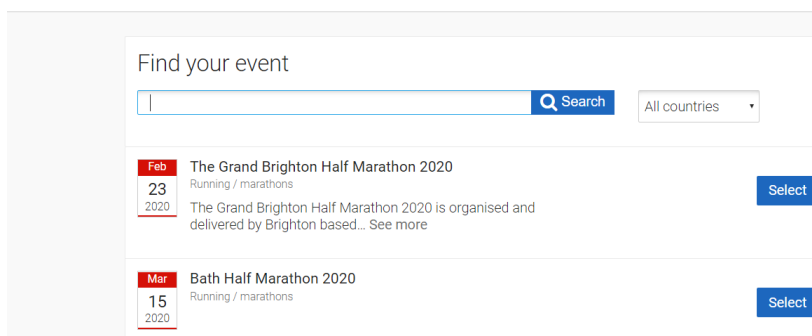 Find your event
Search
All countries
Feb
23
2020
The Grand Brighton Half Marathon 2020
Running / marathons
The Grand Brighton Half Marathon 2020 is organised and
delivered by Brighton based... See more
Select
Mar
15
2020
Bath Half Marathon 2020
Running / marathons
Select